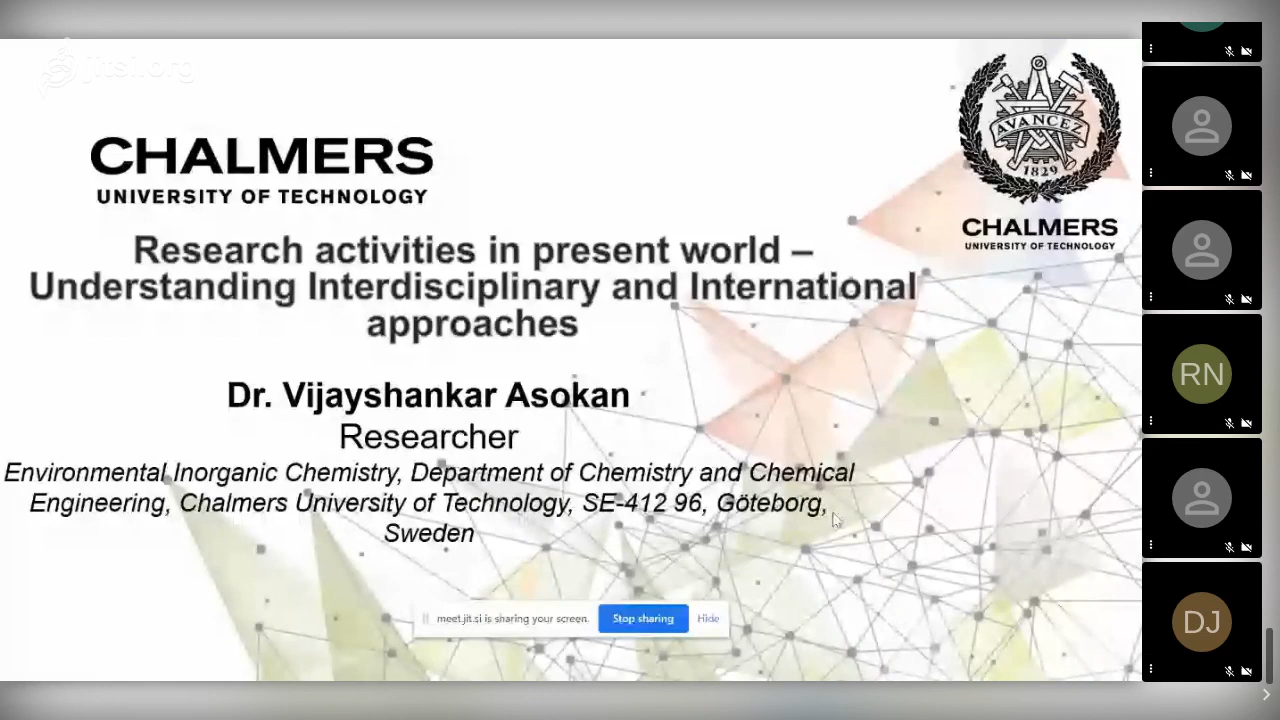 jitsi.org
CHALMERS
UNIVERSITY OF TECHNOLOGY
AVANCEZ
1829
CHALMERS
UNIVERSITY OF TECHNOLOGY
Research activities in present world –
Understanding Interdisciplinary and International
approaches
Dr. Vijayshankar Asokan
Researcher
Environmental Inorganic Chemistry, Department of Chemistry and Chemical
Engineering, Chalmers University of Technology, SE-412 96, Göteborg,
Sweden
meet.jit.si is sharing your screen.
Stop sharing
Hide
RN
DJ